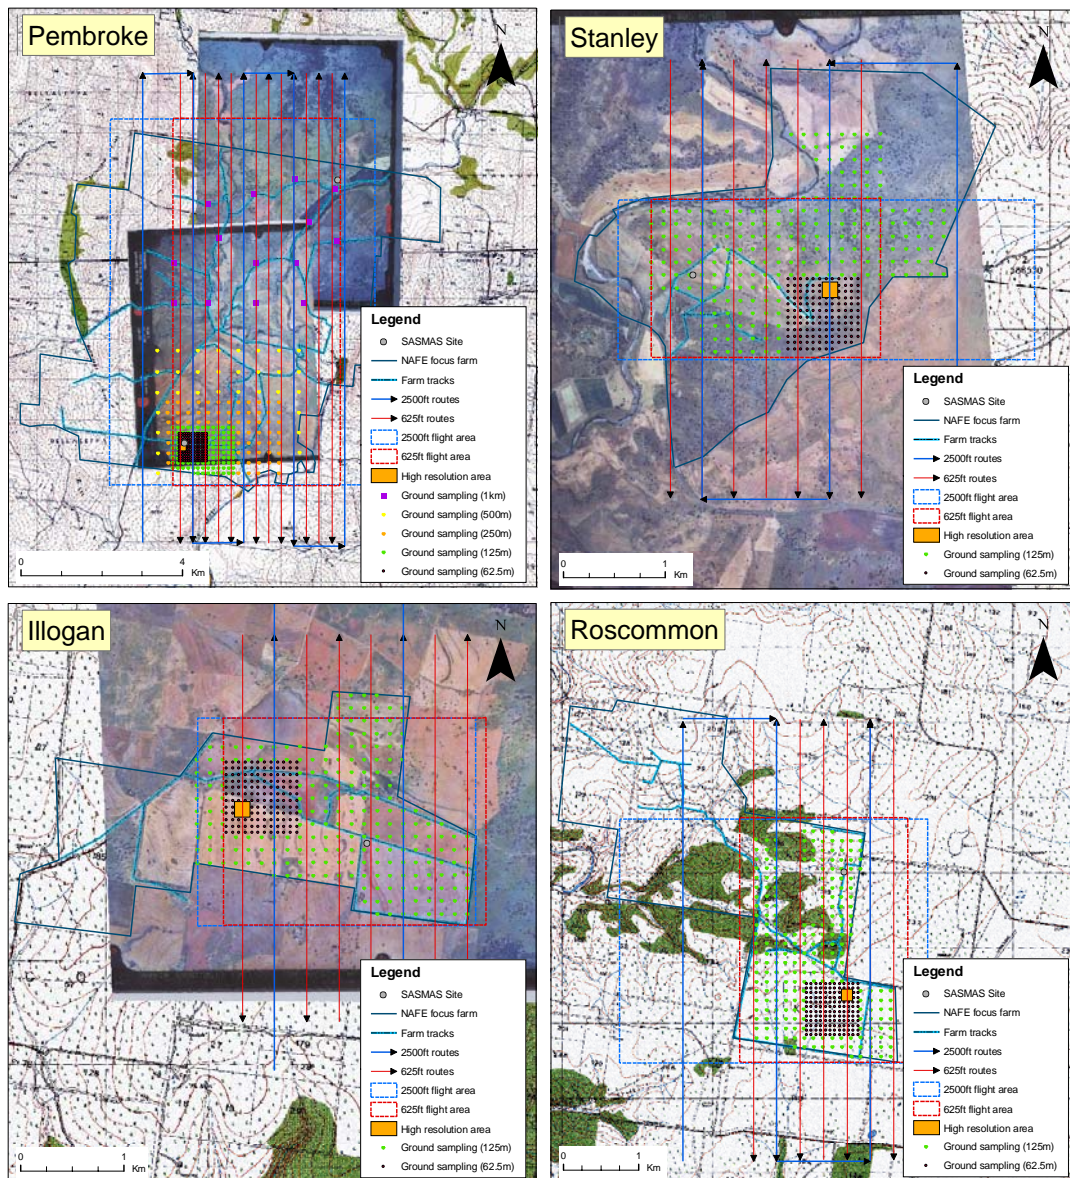 Pembroke
N
Legend
SASMAS Site
NAFE focus farm
Farm tracks
2500ft routes
625ft routes
2500ft flight area
625ft flight area
High resolution area
Ground sampling (1km)
Ground sampling (500m)
Ground sampling (250m)
Ground sampling (125m)
Ground sampling (62.5m)
0 4
Km
Stanley
N
Legend
SASMAS Site
NAFE focus farm
Farm tracks
2500ft routes
625ft routes
2500ft flight area
625ft flight area
High resolution area
Ground sampling (125m)
Ground sampling (62.5m)
0 1
Km
Illogan
N
Legend
SASMAS Site
NAFE focus farm
Farm tracks
2500ft routes
625ft routes
2500ft flight area
625ft flight area
High resolution area
Ground sampling (125m)
Ground sampling (62.5m)
0 1
Km
Roscommon
N
Legend
SASMAS Site
NAFE focus farm
Farm tracks
2500ft routes
625ft routes
2500ft flight area
625ft flight area
High resolution area
Ground sampling (125m)
Ground sampling (62.5m)
0 1
Km